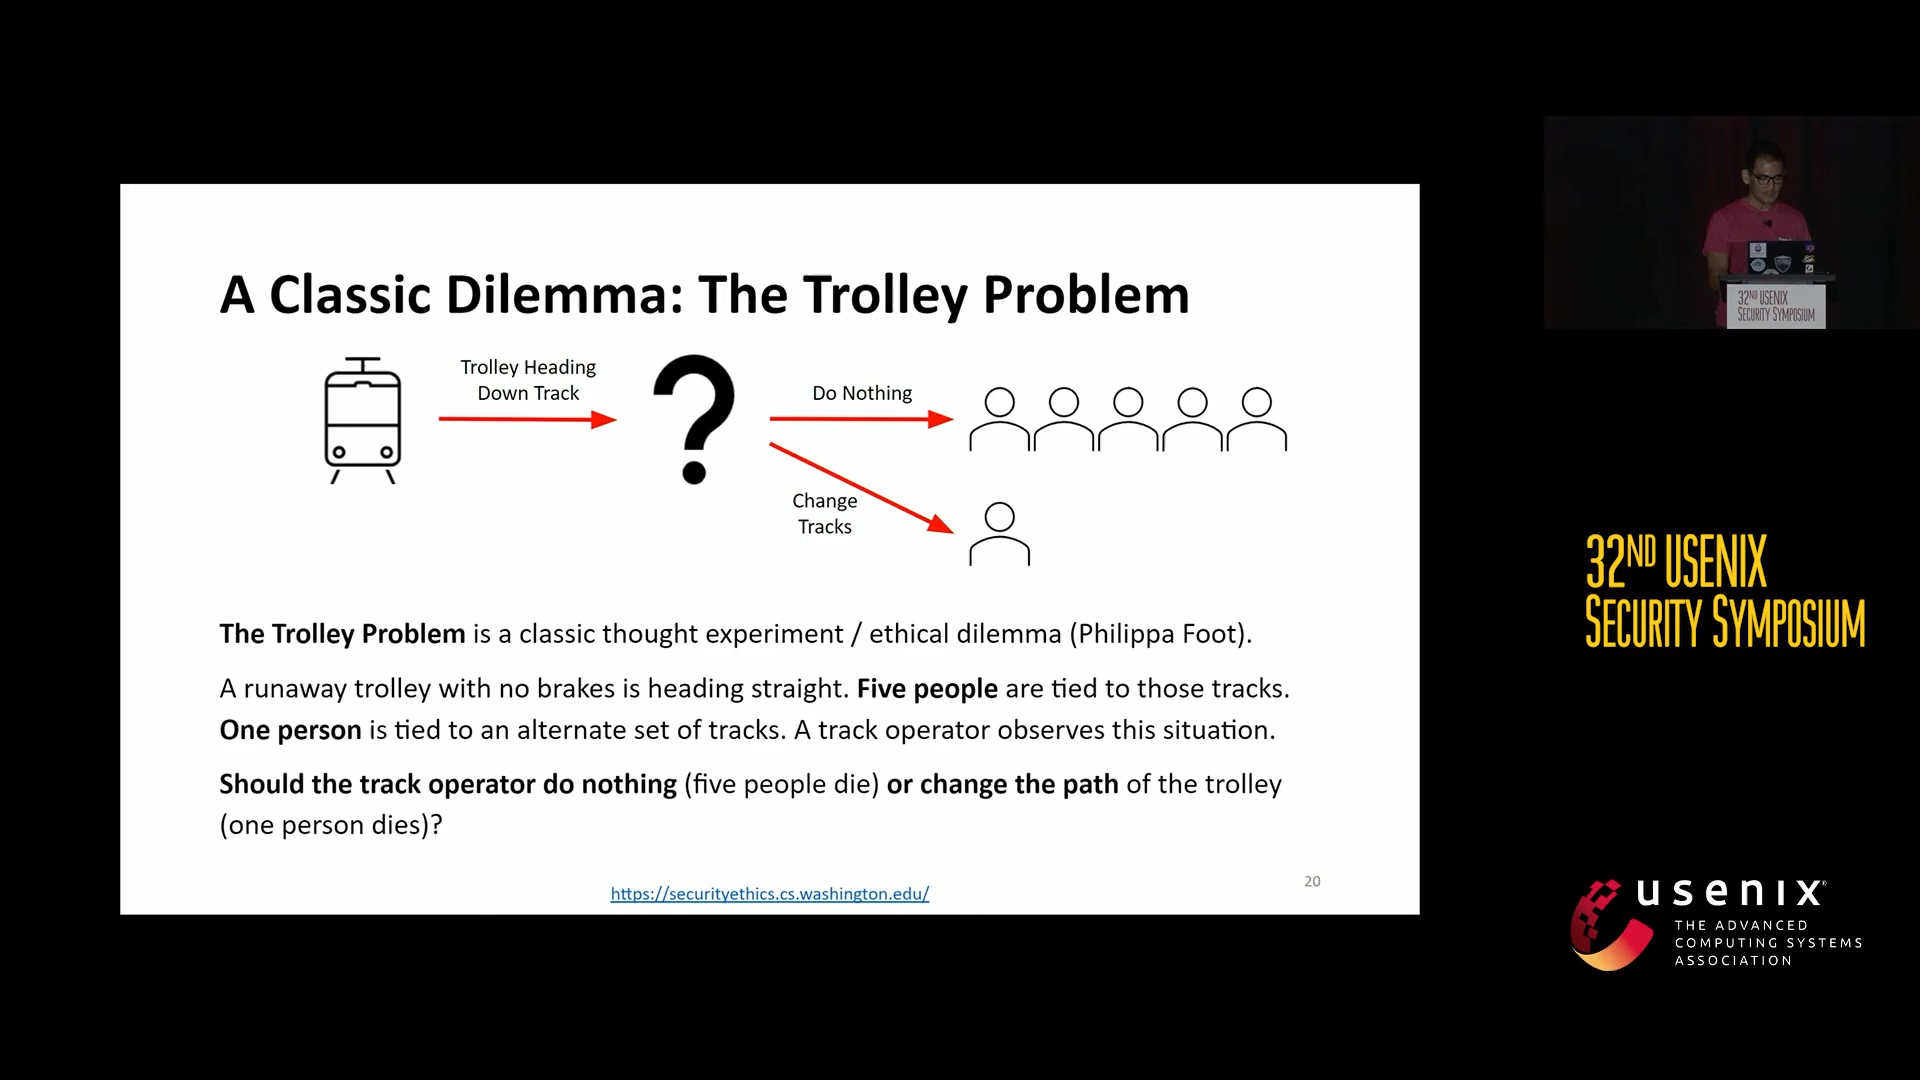 A Classic Dilemma: The Trolley Problem
Trolley Heading
Down Track
Do Nothing
Change
Tracks
The Trolley Problem is a classic thought experiment / ethical dilemma (Philippa Foot).
A runaway trolley with no brakes is heading straight. Five people are tied to those tracks.
One person is tied to an alternate set of tracks. A track operator observes this situation.
Should the track operator do nothing (five people die) or change the path of the trolley
(one person dies)?
https://securityethics.cs.washington.edu/
20
32ND USENIX
SECURITY SYMPOSIUM
32ND USENIX
SECURITY SYMPOSIUM
usenix®
THE ADVANCED
COMPUTING SYSTEMS
ASSOCIATION